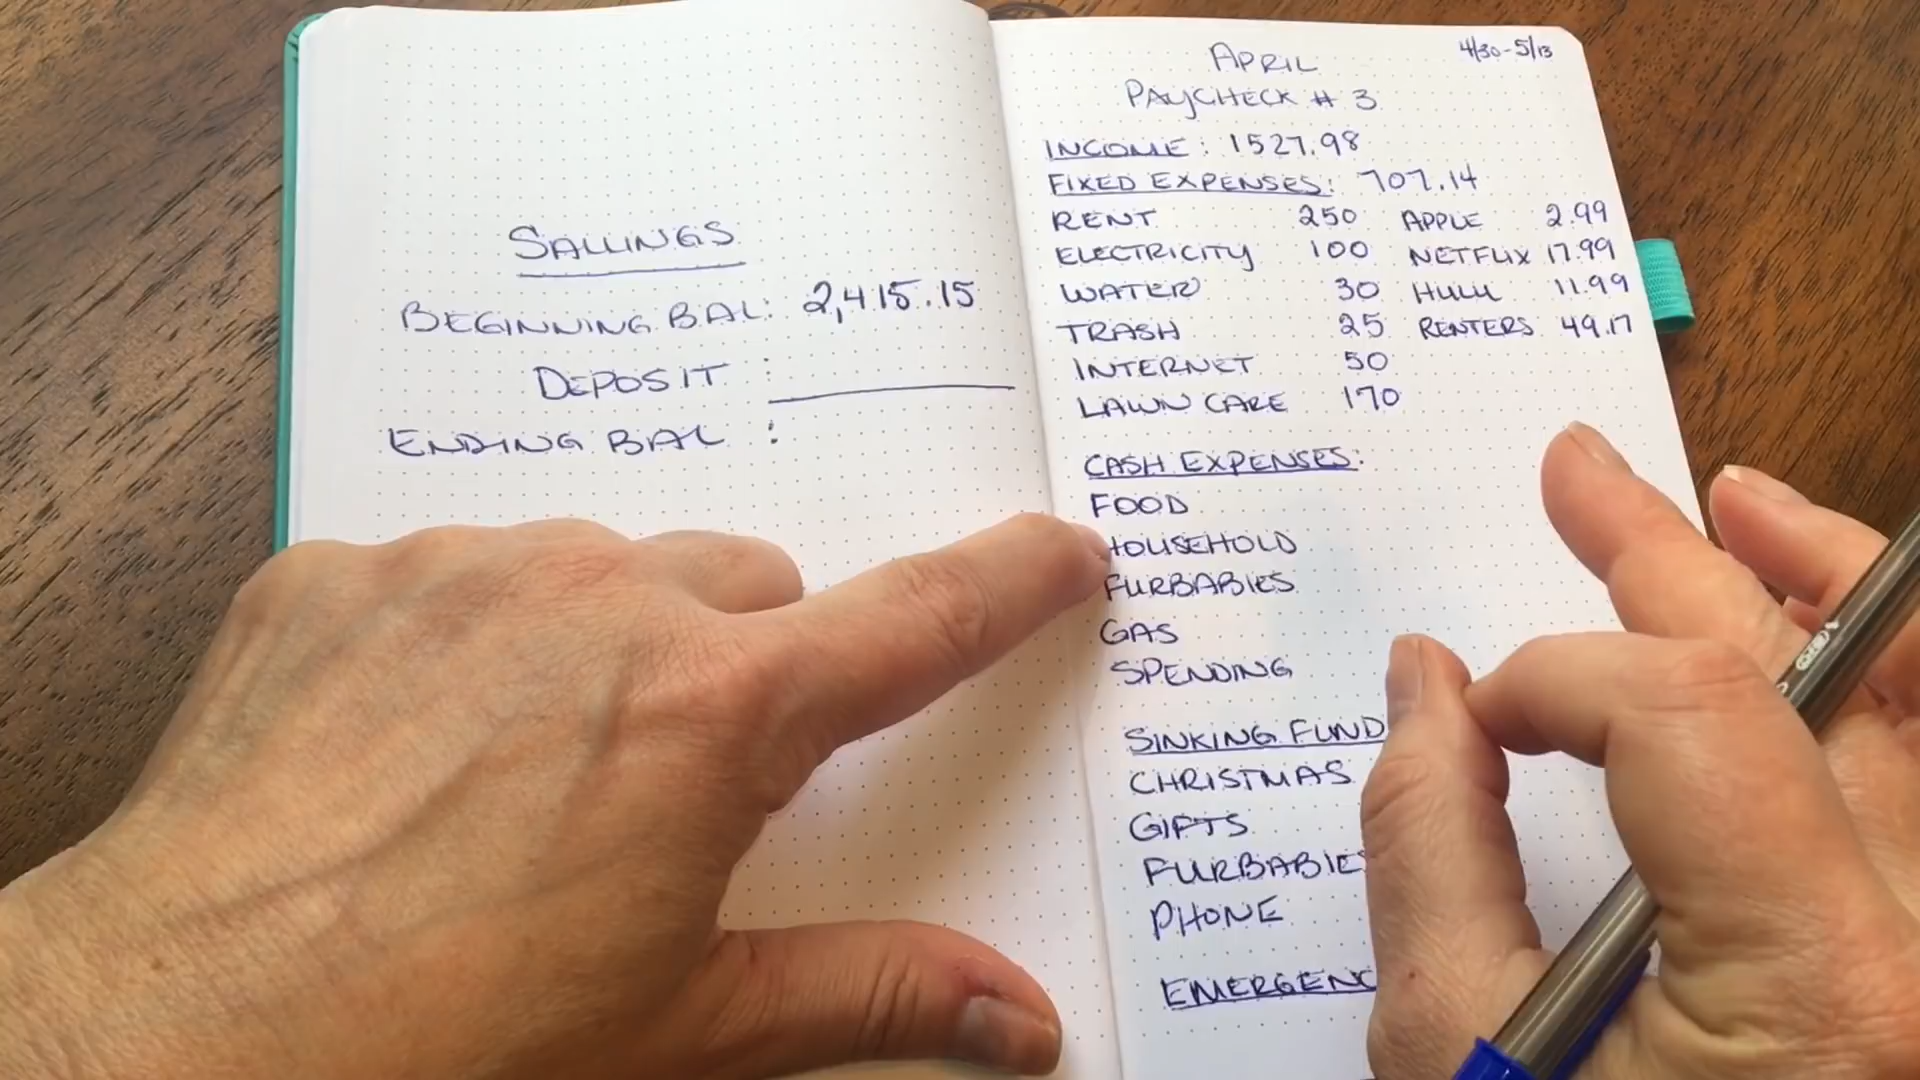 SAVINGS
BEGINNING BAL: 2,415.15
DEPOSIT :
ENDING BAL :
4/30-5/13
APRIL
PAYCHECK # 3
INCOME: 1527.98
FIXED EXPENSES: 707.14
RENT 250 APPLE 2.99
ELECTRICITY 100 NETFLIX 17.99
WATER 30 HULU 11.99
TRASH 25 RENTERS 49.17
INTERNET 50
LAWN CARE 170
CASH EXPENSES:
FOOD
HOUSEHOLD
FURBABIES
GAS
SPENDING
SINKING FUND
CHRISTMAS
GIFTS
FURBABIES
PHONE
EMERGENC